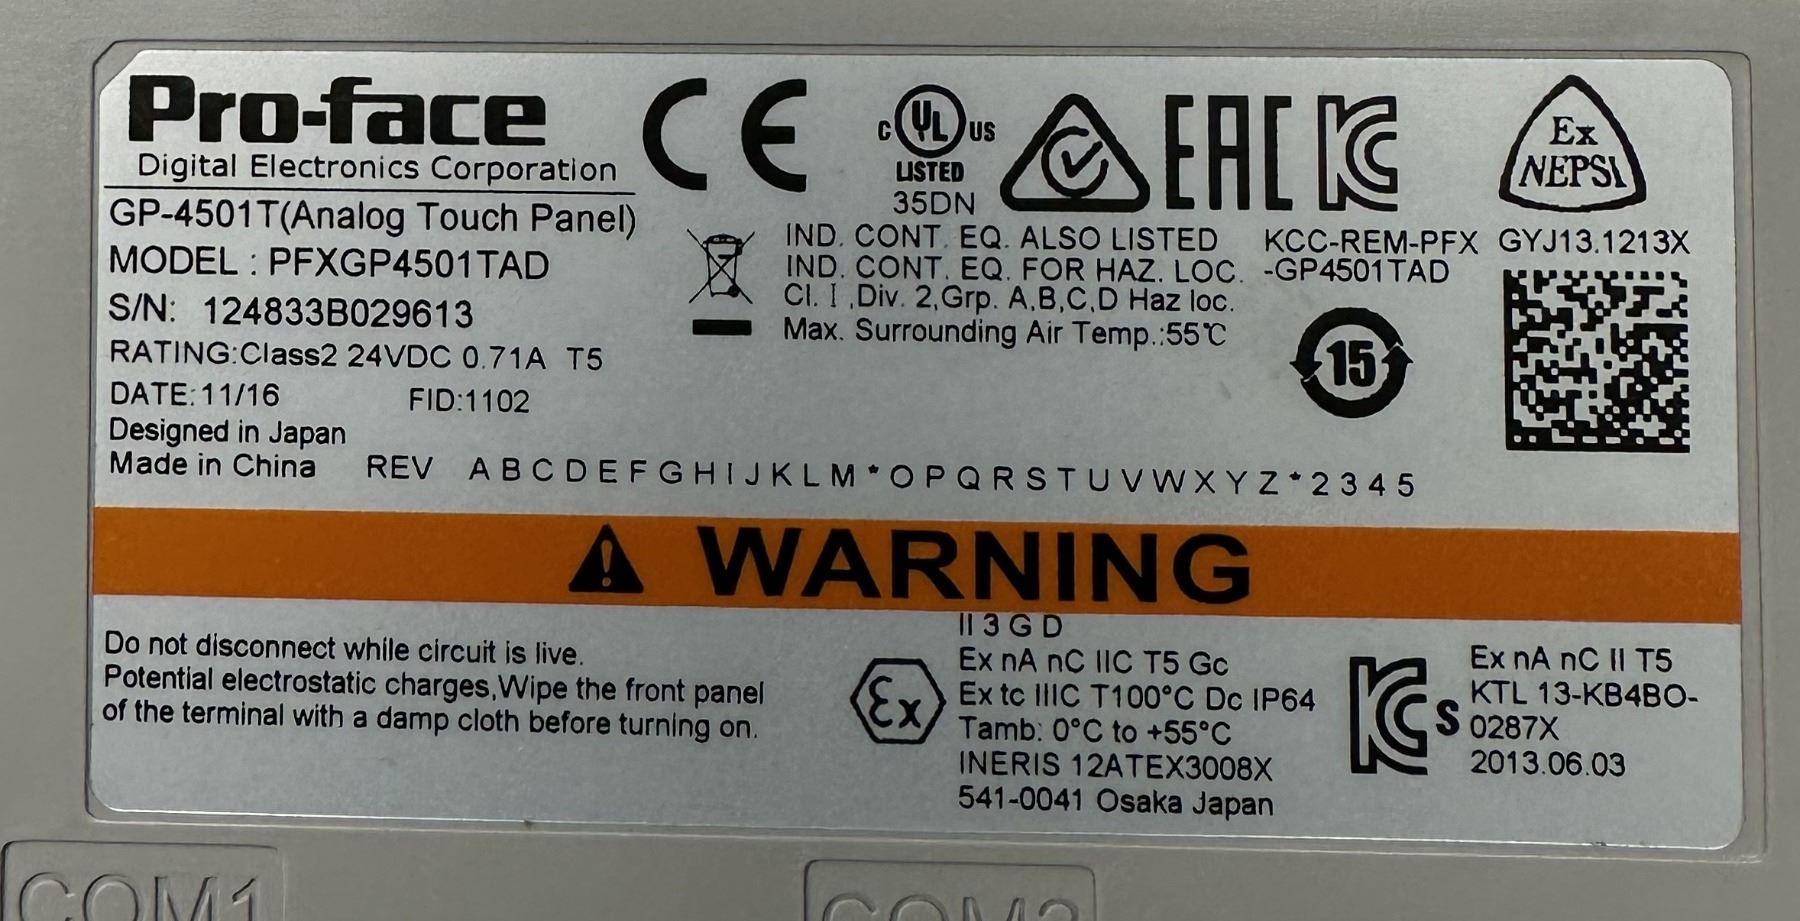 Pro-face
Digital Electronics Corporation
GP-4501T(Analog Touch Panel)
MODEL : PFXGP4501TAD
S/N: 124833B029613
RATING:Class2 24VDC 0.71A T5
DATE:11/16 FID:1102
Designed in Japan
Made in China REV A B C D E F G H I J K L M * O P Q R S T U V W X Y Z * 2 3 4 5
CE
C UL US
LISTED
35DN
EAC
KC
Ex
NEPSI
IND. CONT. EQ. ALSO LISTED
IND. CONT. EQ. FOR HAZ. LOC.
Cl. I ,Div. 2,Grp. A,B,C,D Haz loc.
Max. Surrounding Air Temp.:55℃
KCC-REM-PFX
-GP4501TAD
GYJ13.1213X
15
WARNING
Do not disconnect while circuit is live.
Potential electrostatic charges,Wipe the front panel
of the terminal with a damp cloth before turning on.
Ex
II 3 G D
Ex nA nC IIC T5 Gc
Ex tc IIIC T100°C Dc IP64
Tamb: 0°C to +55°C
INERIS 12ATEX3008X
541-0041 Osaka Japan
KCs
Ex nA nC II T5
KTL 13-KB4BO-
0287X
2013.06.03
COM1